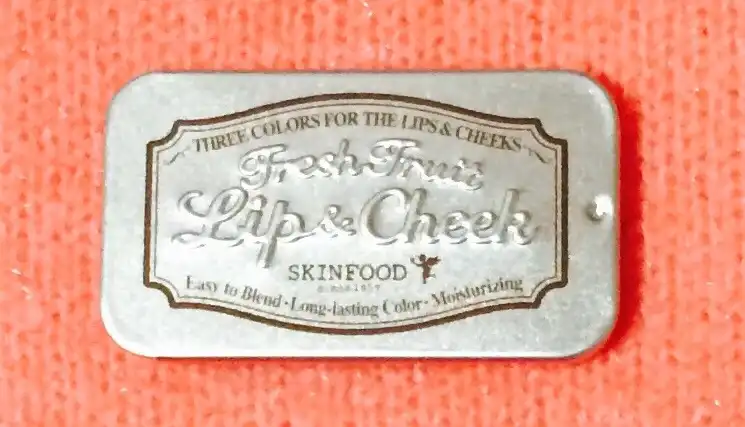 THREE COLORS FOR THE LIPS & CHEEKS
Fresh Fruit
Lip & Cheek
SKINFOOD
Easy to Blend · Long-lasting Color · Moisturizing